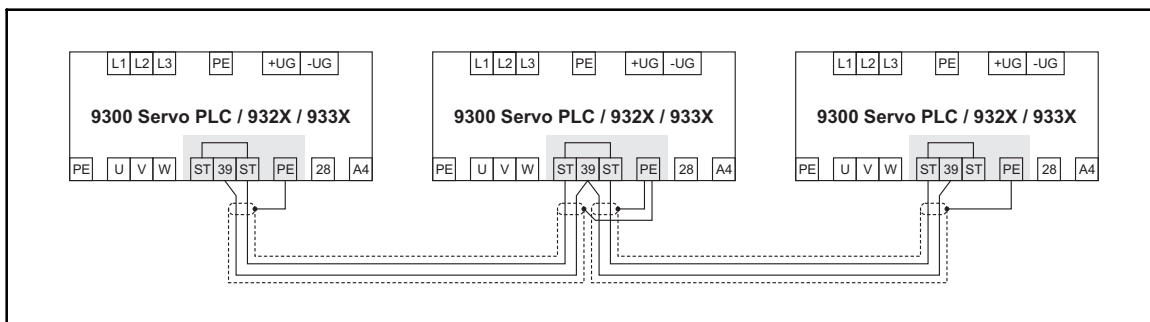 L1 L2 L3 PE +UG -UG L1 L2 L3 PE +UG -UG L1 L2 L3 PE +UG -UG
9300 Servo PLC / 932X / 933X 9300 Servo PLC / 932X / 933X 9300 Servo PLC / 932X / 933X
PE U V W ST 39 ST PE 28 A4 PE U V W ST 39 ST PE 28 A4 PE U V W ST 39 ST PE 28 A4